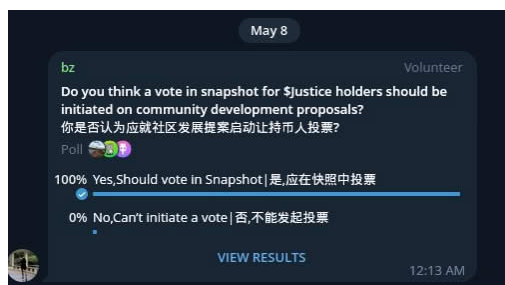 May 8
bz Volunteer
Do you think a vote in snapshot for $Justice holders should be
initiated on community development proposals?
你是否认为应就社区发展提案启动让持币人投票?
Poll
100% Yes,Should vote in Snapshot|是,应在快照中投票
0% No,Can't initiate a vote|否,不能发起投票
VIEW RESULTS
12:13 AM